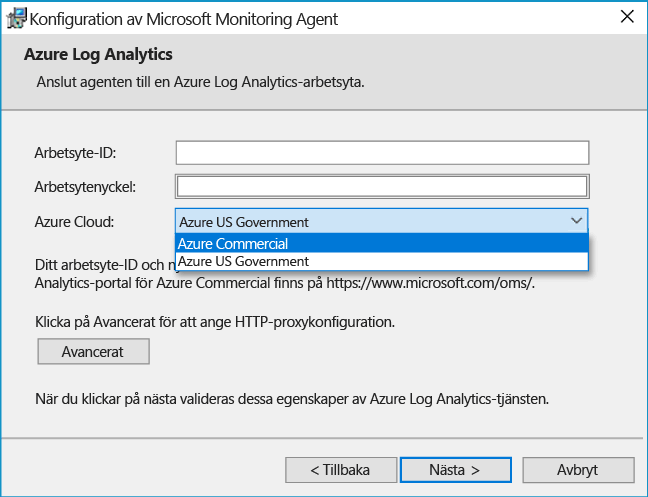 Konfiguration av Microsoft Monitoring Agent
Azure Log Analytics
Anslut agenten till en Azure Log Analytics-arbetsyta.
Arbetsyte-ID:
Arbetsytenyckel:
Azure Cloud: Azure US Government
Azure Commercial
Azure US Government
Ditt arbetsyte-ID och
Analytics-portal för Azure Commercial finns på https://www.microsoft.com/oms/.
Klicka på Avancerat för att ange HTTP-proxykonfiguration.
Avancerat
När du klickar på nästa valideras dessa egenskaper av Azure Log Analytics-tjänsten.
< Tillbaka Nästa > Avbryt